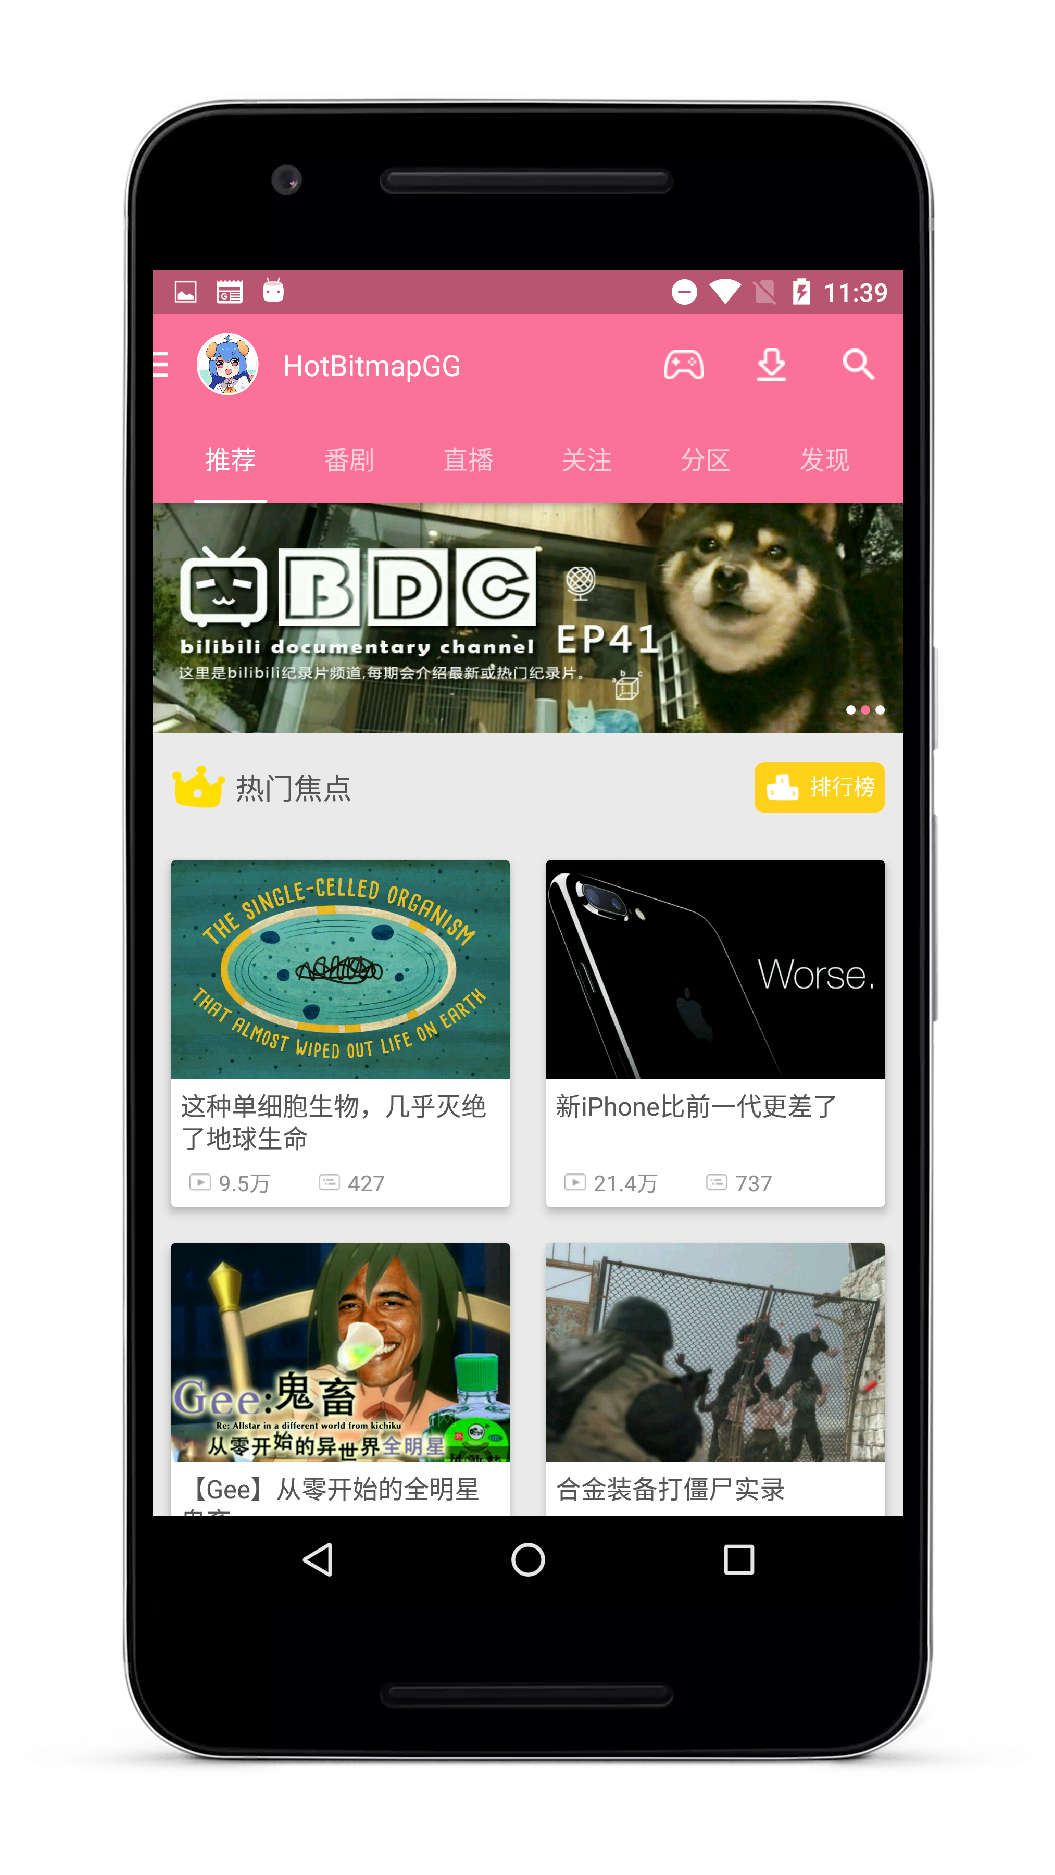 11:39
HotBitmapGG
推荐 番剧 直播 关注 分区 发现
BDC
bilibili documentary channel
EP41
这里是bilibili纪录片频道,每期会介绍最新或热门纪录片。
热门焦点
排行榜
THE SINGLE-CELLED ORGANISM
THAT ALMOST WIPED OUT LIFE ON EARTH
Worse.
这种单细胞生物，几乎灭绝
了地球生命
9.5万 427
新iPhone比前一代更差了
21.4万 737
Gee:鬼畜
Re: Allstar in a different world from kichiku
从零开始的异世界全明星
【Gee】从零开始的全明星
鬼畜
合金装备打僵尸实录